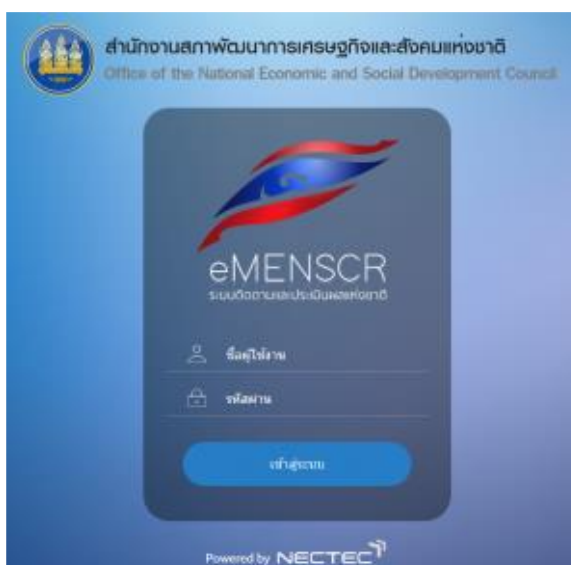 สำนักงานสภาพัฒนาการเศรษฐกิจและสังคมแห่งชาติ
Office of the National Economic and Social Development Council
eMENSCR
ระบบติดตามและประเมินผลแห่งชาติ
ชื่อผู้ใช้งาน
รหัสผ่าน
เข้าสู่ระบบ
Powered by NECTEC